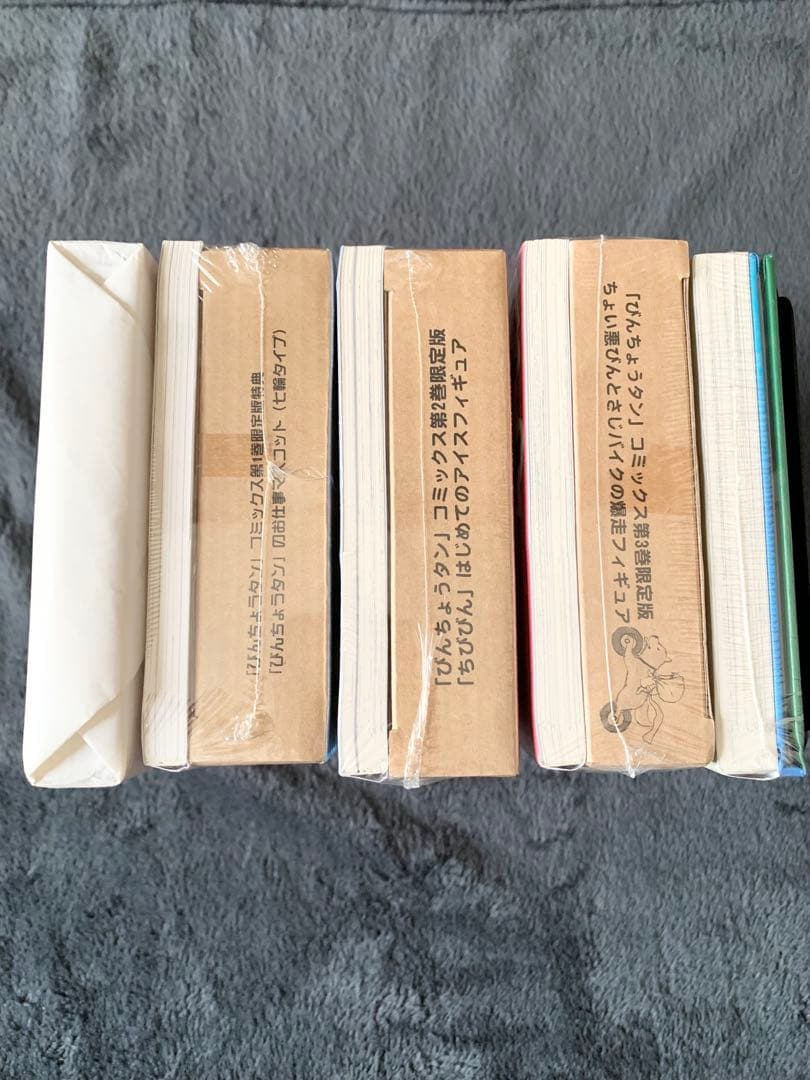 「びんちょうタン」コミックス第1巻限定版特典
「びんちょうタン」のお仕事マスコット（七輪タイプ）
「びんちょうタン」コミックス第2巻限定版
「ちびびん」はじめてのアイスフィギュア
「びんちょうタン」コミックス第3巻限定版
ちょい悪びんとさじバイクの爆走フィギュア